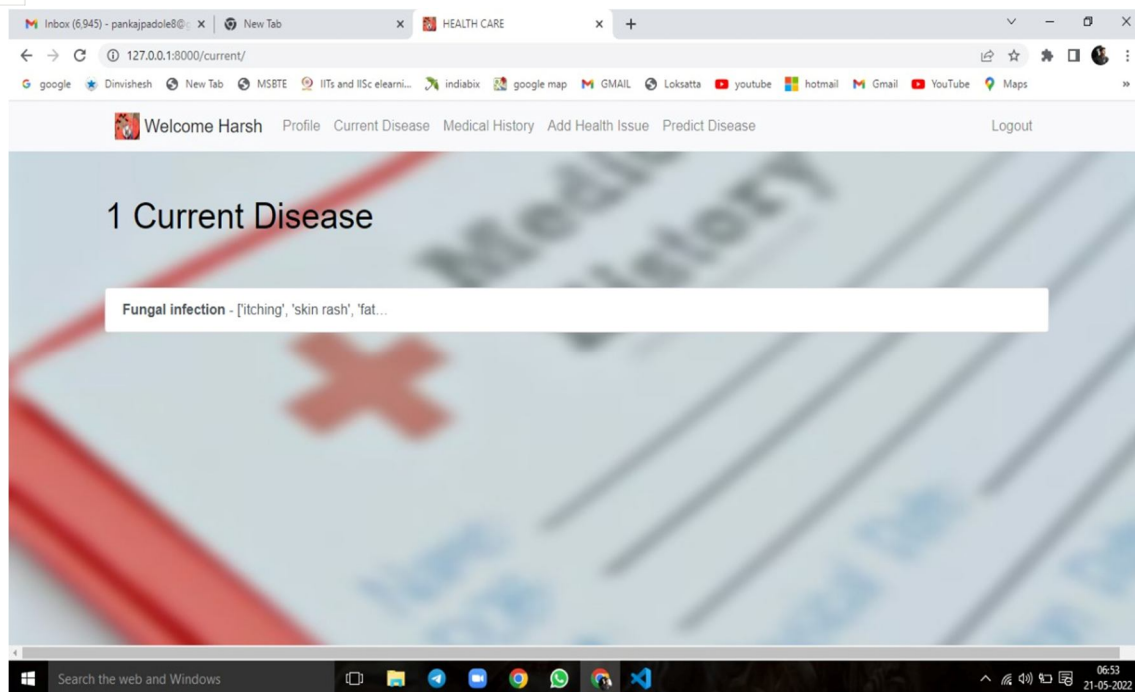 Inbox (6,945) - pankajpadole8@ New Tab HEALTH CARE
127.0.0.1:8000/current/
google Dinvishesh New Tab MSBTE IITs and IISc elearni... indiabix google map GMAIL Loksatta youtube hotmail Gmail YouTube Maps »
Welcome Harsh Profile Current Disease Medical History Add Health Issue Predict Disease Logout
Medical
History
1 Current Disease
Fungal infection - ['itching', 'skin rash', 'fat...
Search the web and Windows
06:53
21-05-2022